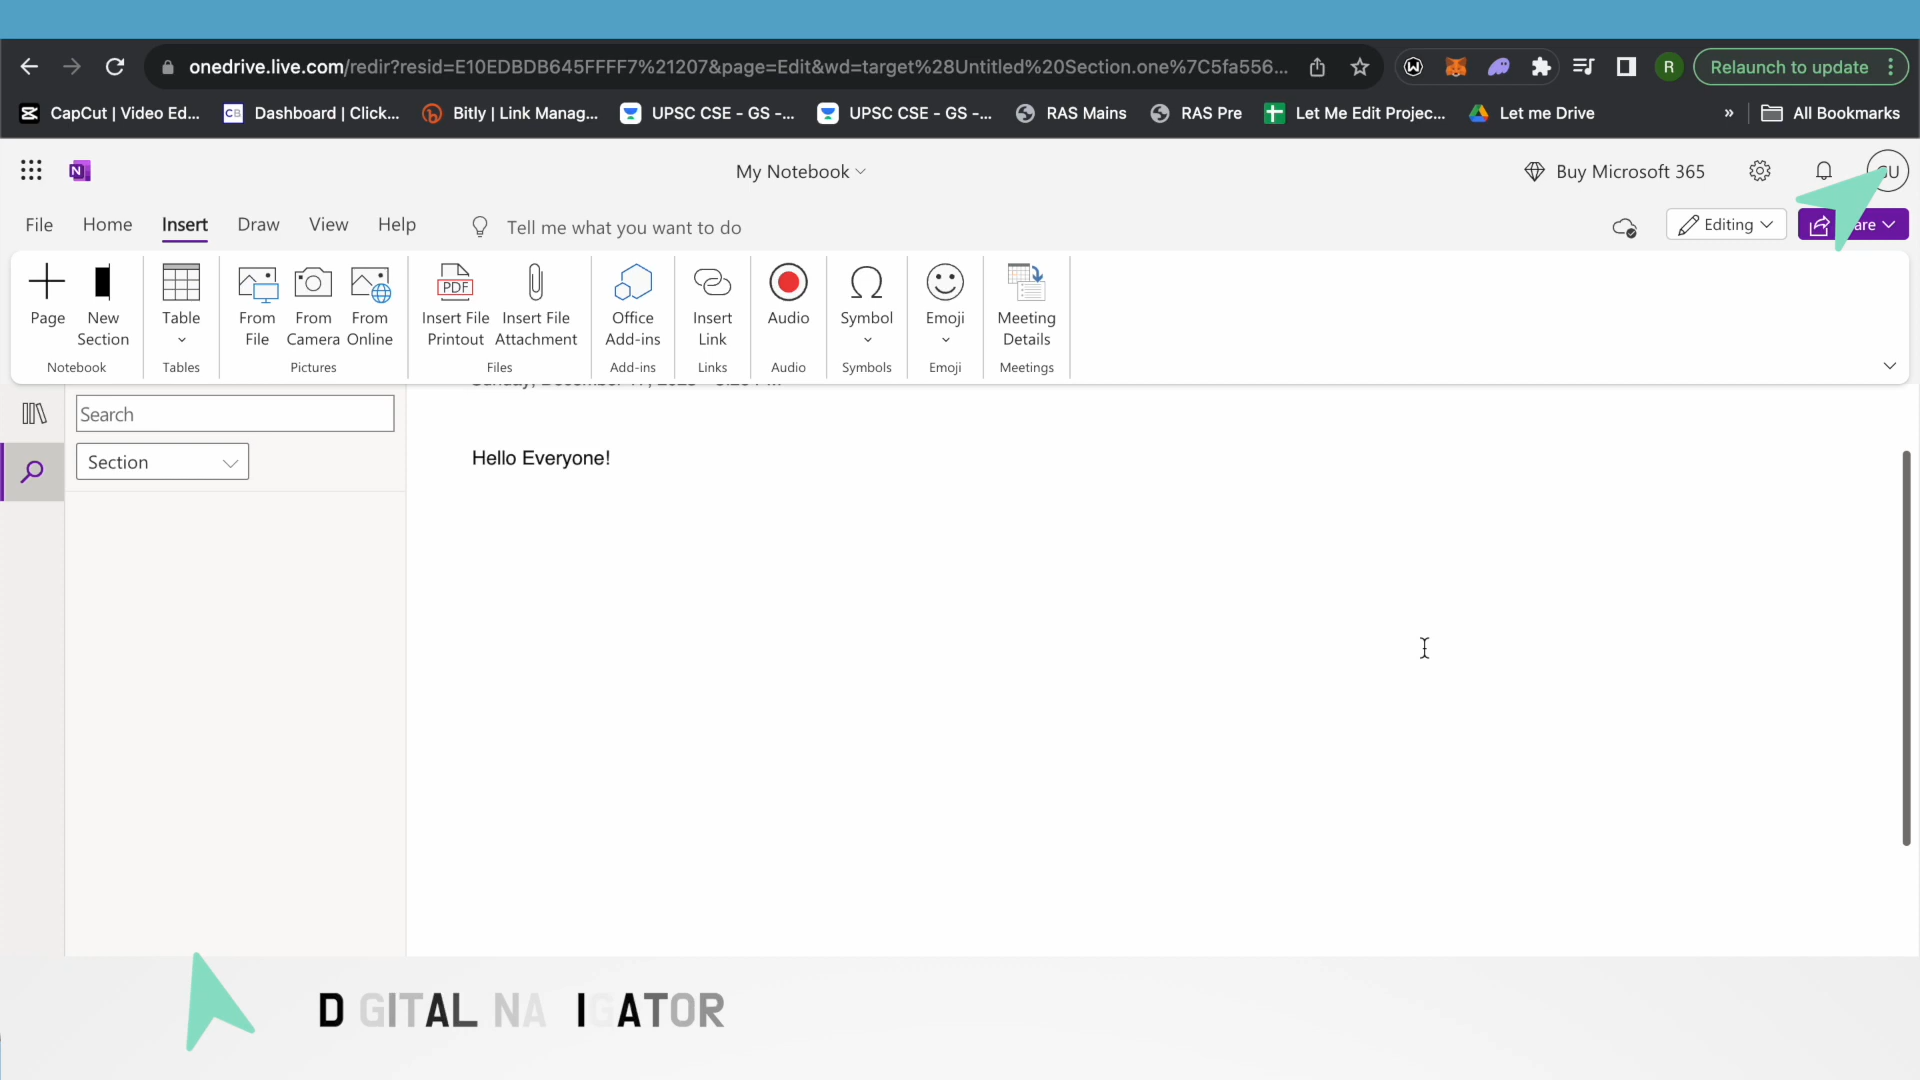 onedrive.live.com/redir?resid=E10EDBDB645FFFF7%21207&page=Edit&wd=target%28Untitled%20Section.one%7C5fa556...
R
Relaunch to update
CapCut | Video Ed...
CB
Dashboard | Click...
Bitly | Link Manag...
UPSC CSE - GS -...
UPSC CSE - GS -...
RAS Mains
RAS Pre
Let Me Edit Projec...
Let me Drive
»
All Bookmarks
N
My Notebook
Buy Microsoft 365
File
Home
Insert
Draw
View
Help
Tell me what you want to do
Editing
Page
New Section
Notebook
Table
Tables
From File
From Camera
From Online
Pictures
PDF
Insert File Printout
Insert File Attachment
Files
Office Add-ins
Add-ins
Insert Link
Links
Audio
Audio
Symbol
Symbols
Emoji
Emoji
Meeting Details
Meetings
Search
Section
Hello Everyone!
D GITAL NA IGATOR